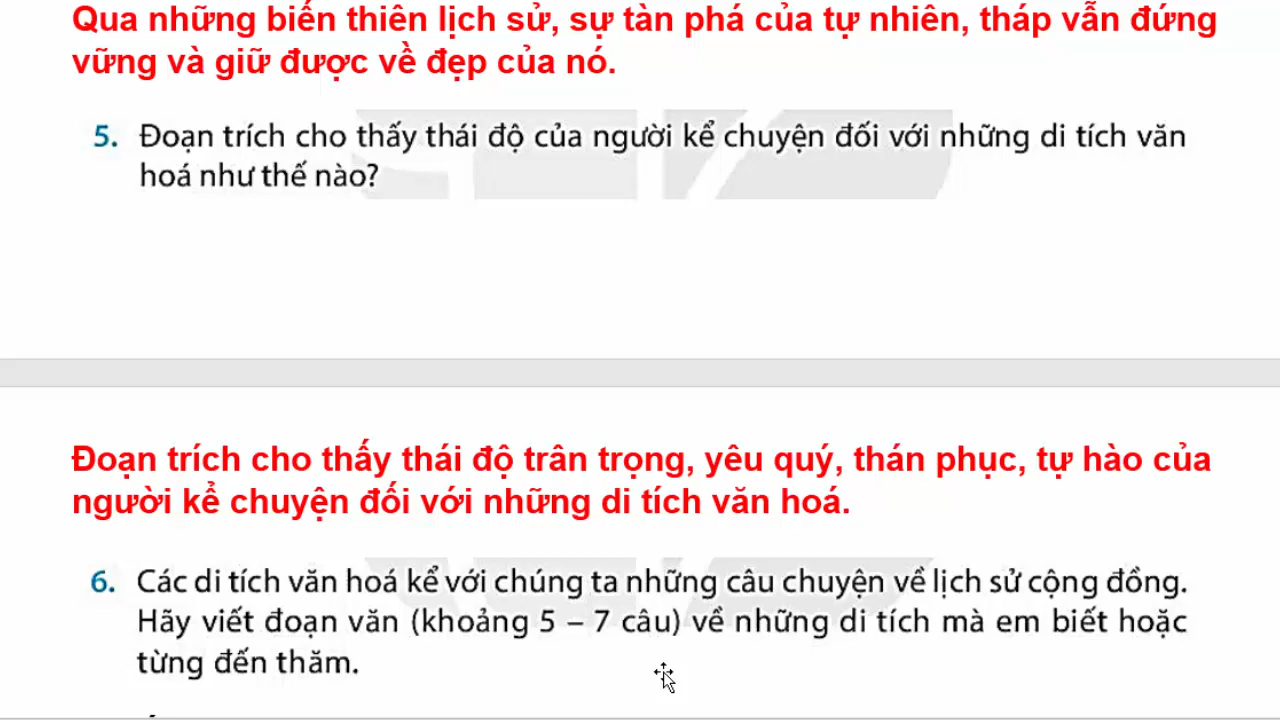 Qua những biến thiên lịch sử, sự tàn phá của tự nhiên, tháp vẫn đứng
vững và giữ được vẻ đẹp của nó.
5. Đoạn trích cho thấy thái độ của người kể chuyện đối với những di tích văn
hoá như thế nào?
Đoạn trích cho thấy thái độ trân trọng, yêu quý, thán phục, tự hào của
người kể chuyện đối với những di tích văn hoá.
6. Các di tích văn hoá kể với chúng ta những câu chuyện về lịch sử cộng đồng.
Hãy viết đoạn văn (khoảng 5 – 7 câu) về những di tích mà em biết hoặc
từng đến thăm.